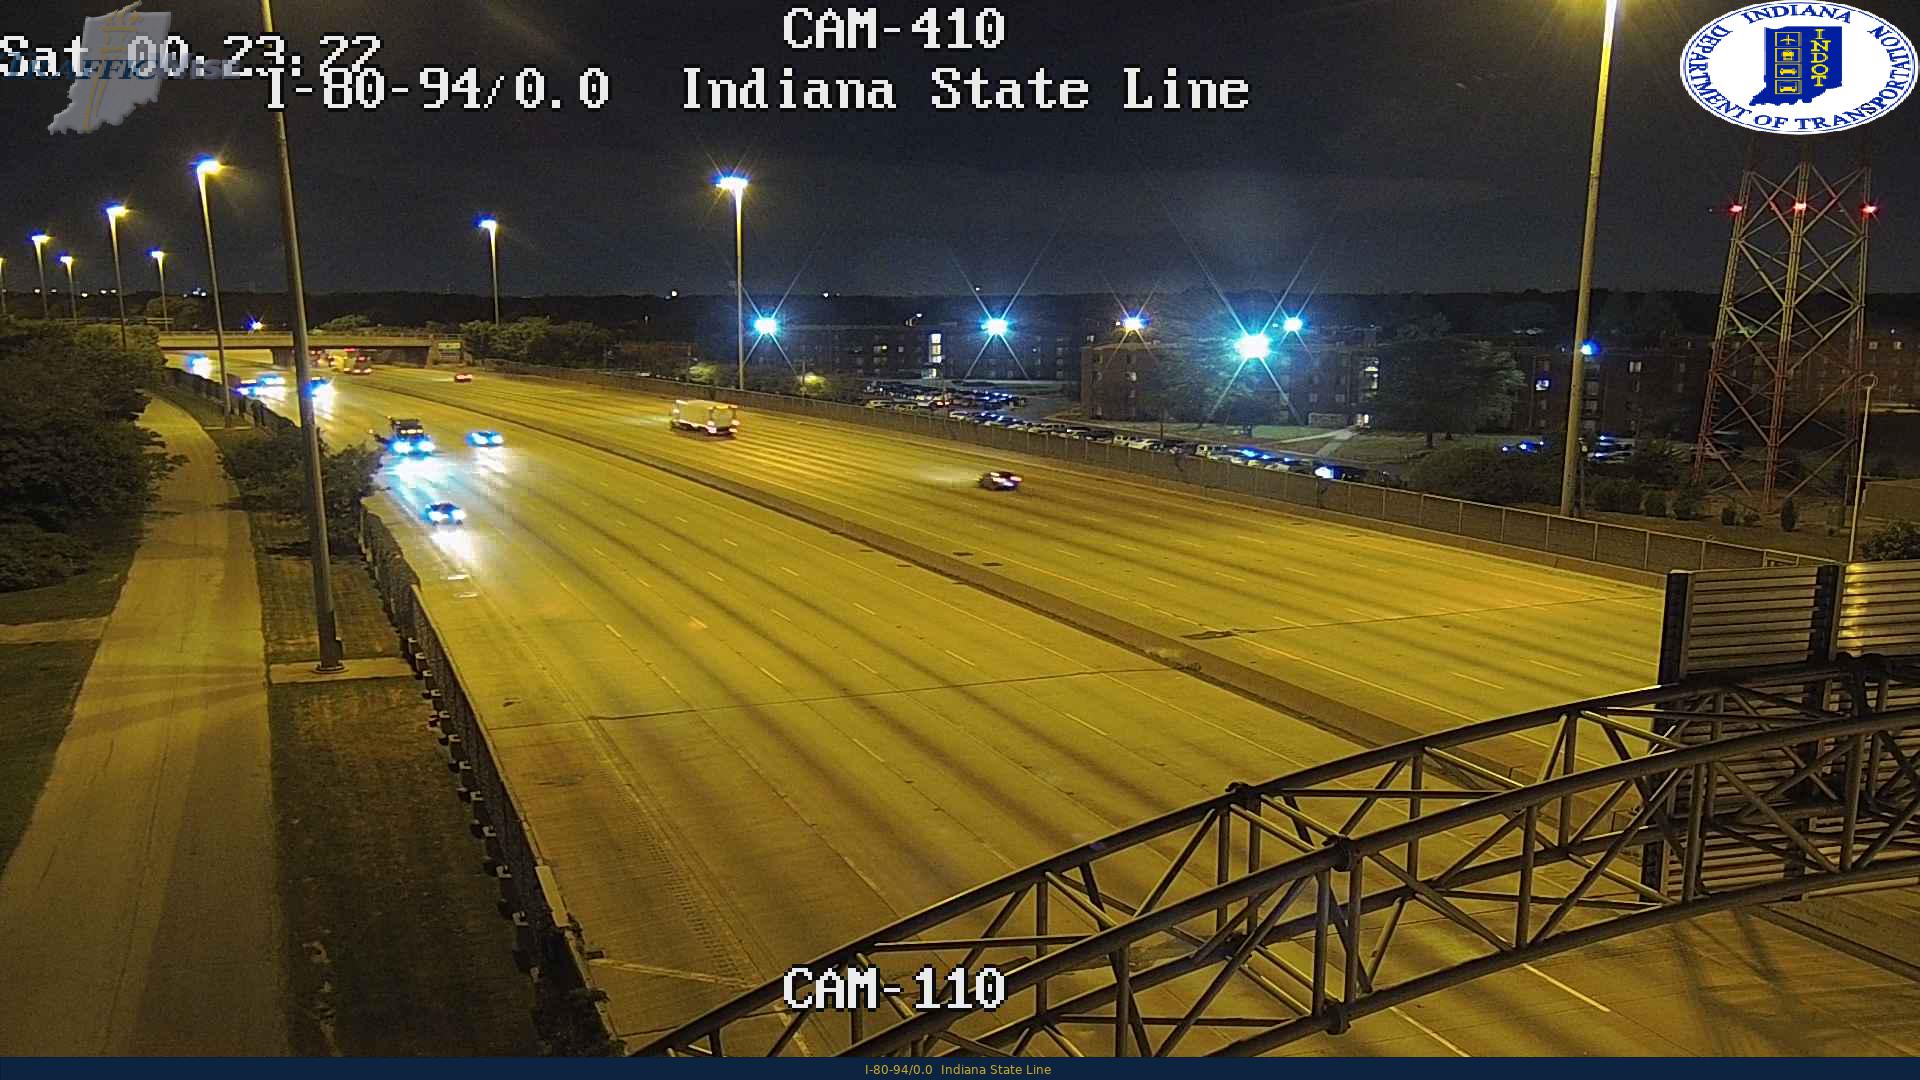 CAM-410
Sat 00:23:22
TRAFFICWISE
I-80-94/0.0 Indiana State Line
INDIANA
DEPARTMENT OF TRANSPORTATION
INDOT
CAM-110
I-80-94/0.0 Indiana State Line